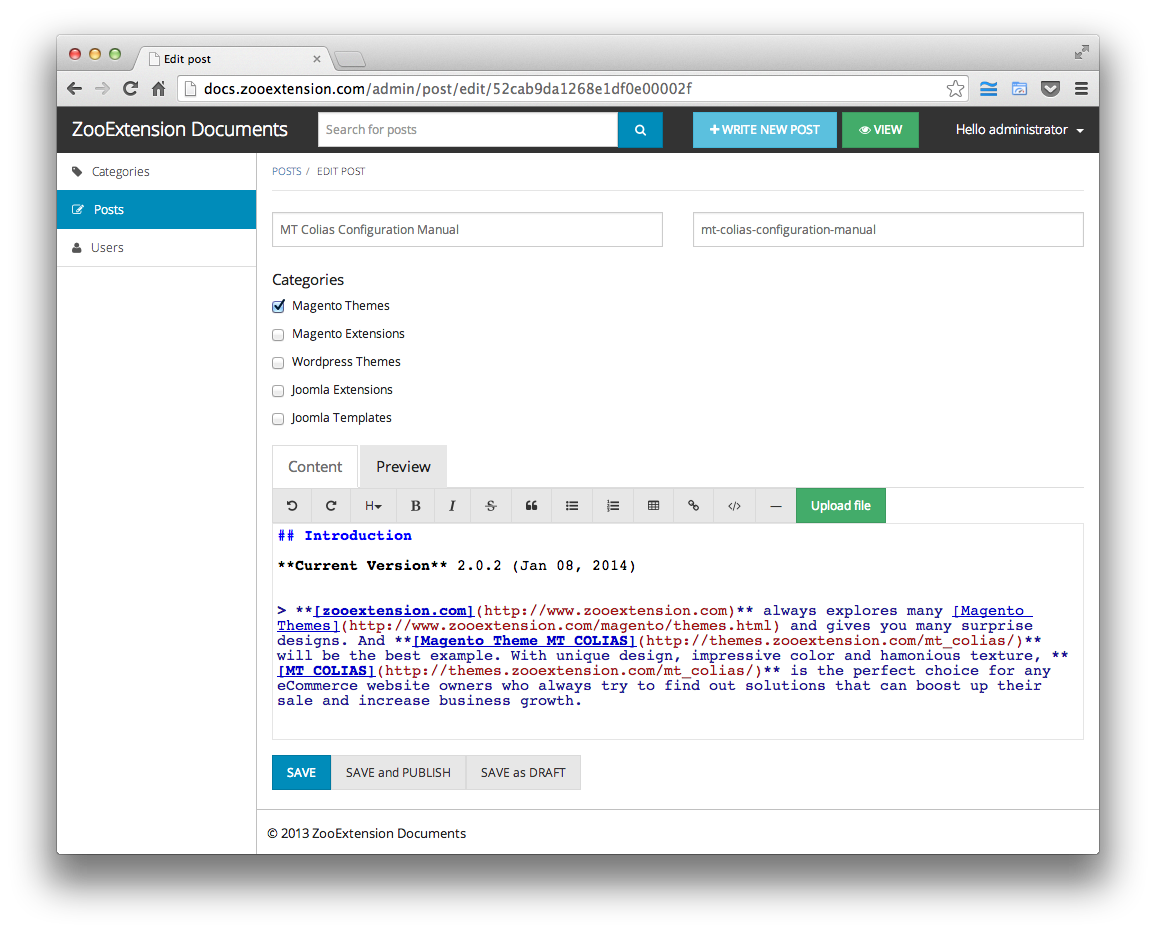 Edit post
docs.zooextension.com/admin/post/edit/52cab9da1268e1df0e00002f
ZooExtension Documents
Search for posts
WRITE NEW POST
VIEW
Hello administrator
Categories
Posts
Users
POSTS / EDIT POST
MT Colias Configuration Manual
mt-colias-configuration-manual
Categories
Magento Themes
Magento Extensions
Wordpress Themes
Joomla Extensions
Joomla Templates
Content
Preview
H
B
I
S
Upload file
## Introduction
**Current Version** 2.0.2 (Jan 08, 2014)
> **[zooextension.com](http://www.zooextension.com)** always explores many [Magento
Themes](http://www.zooextension.com/magento/themes.html) and gives you many surprise
designs. And **[Magento Theme MT COLIAS](http://themes.zooextension.com/mt_colias/)**
will be the best example. With unique design, impressive color and hamonious texture, **
[MT COLIAS](http://themes.zooextension.com/mt_colias/)** is the perfect choice for any
eCommerce website owners who always try to find out solutions that can boost up their
sale and increase business growth.
SAVE
SAVE and PUBLISH
SAVE as DRAFT
© 2013 ZooExtension Documents